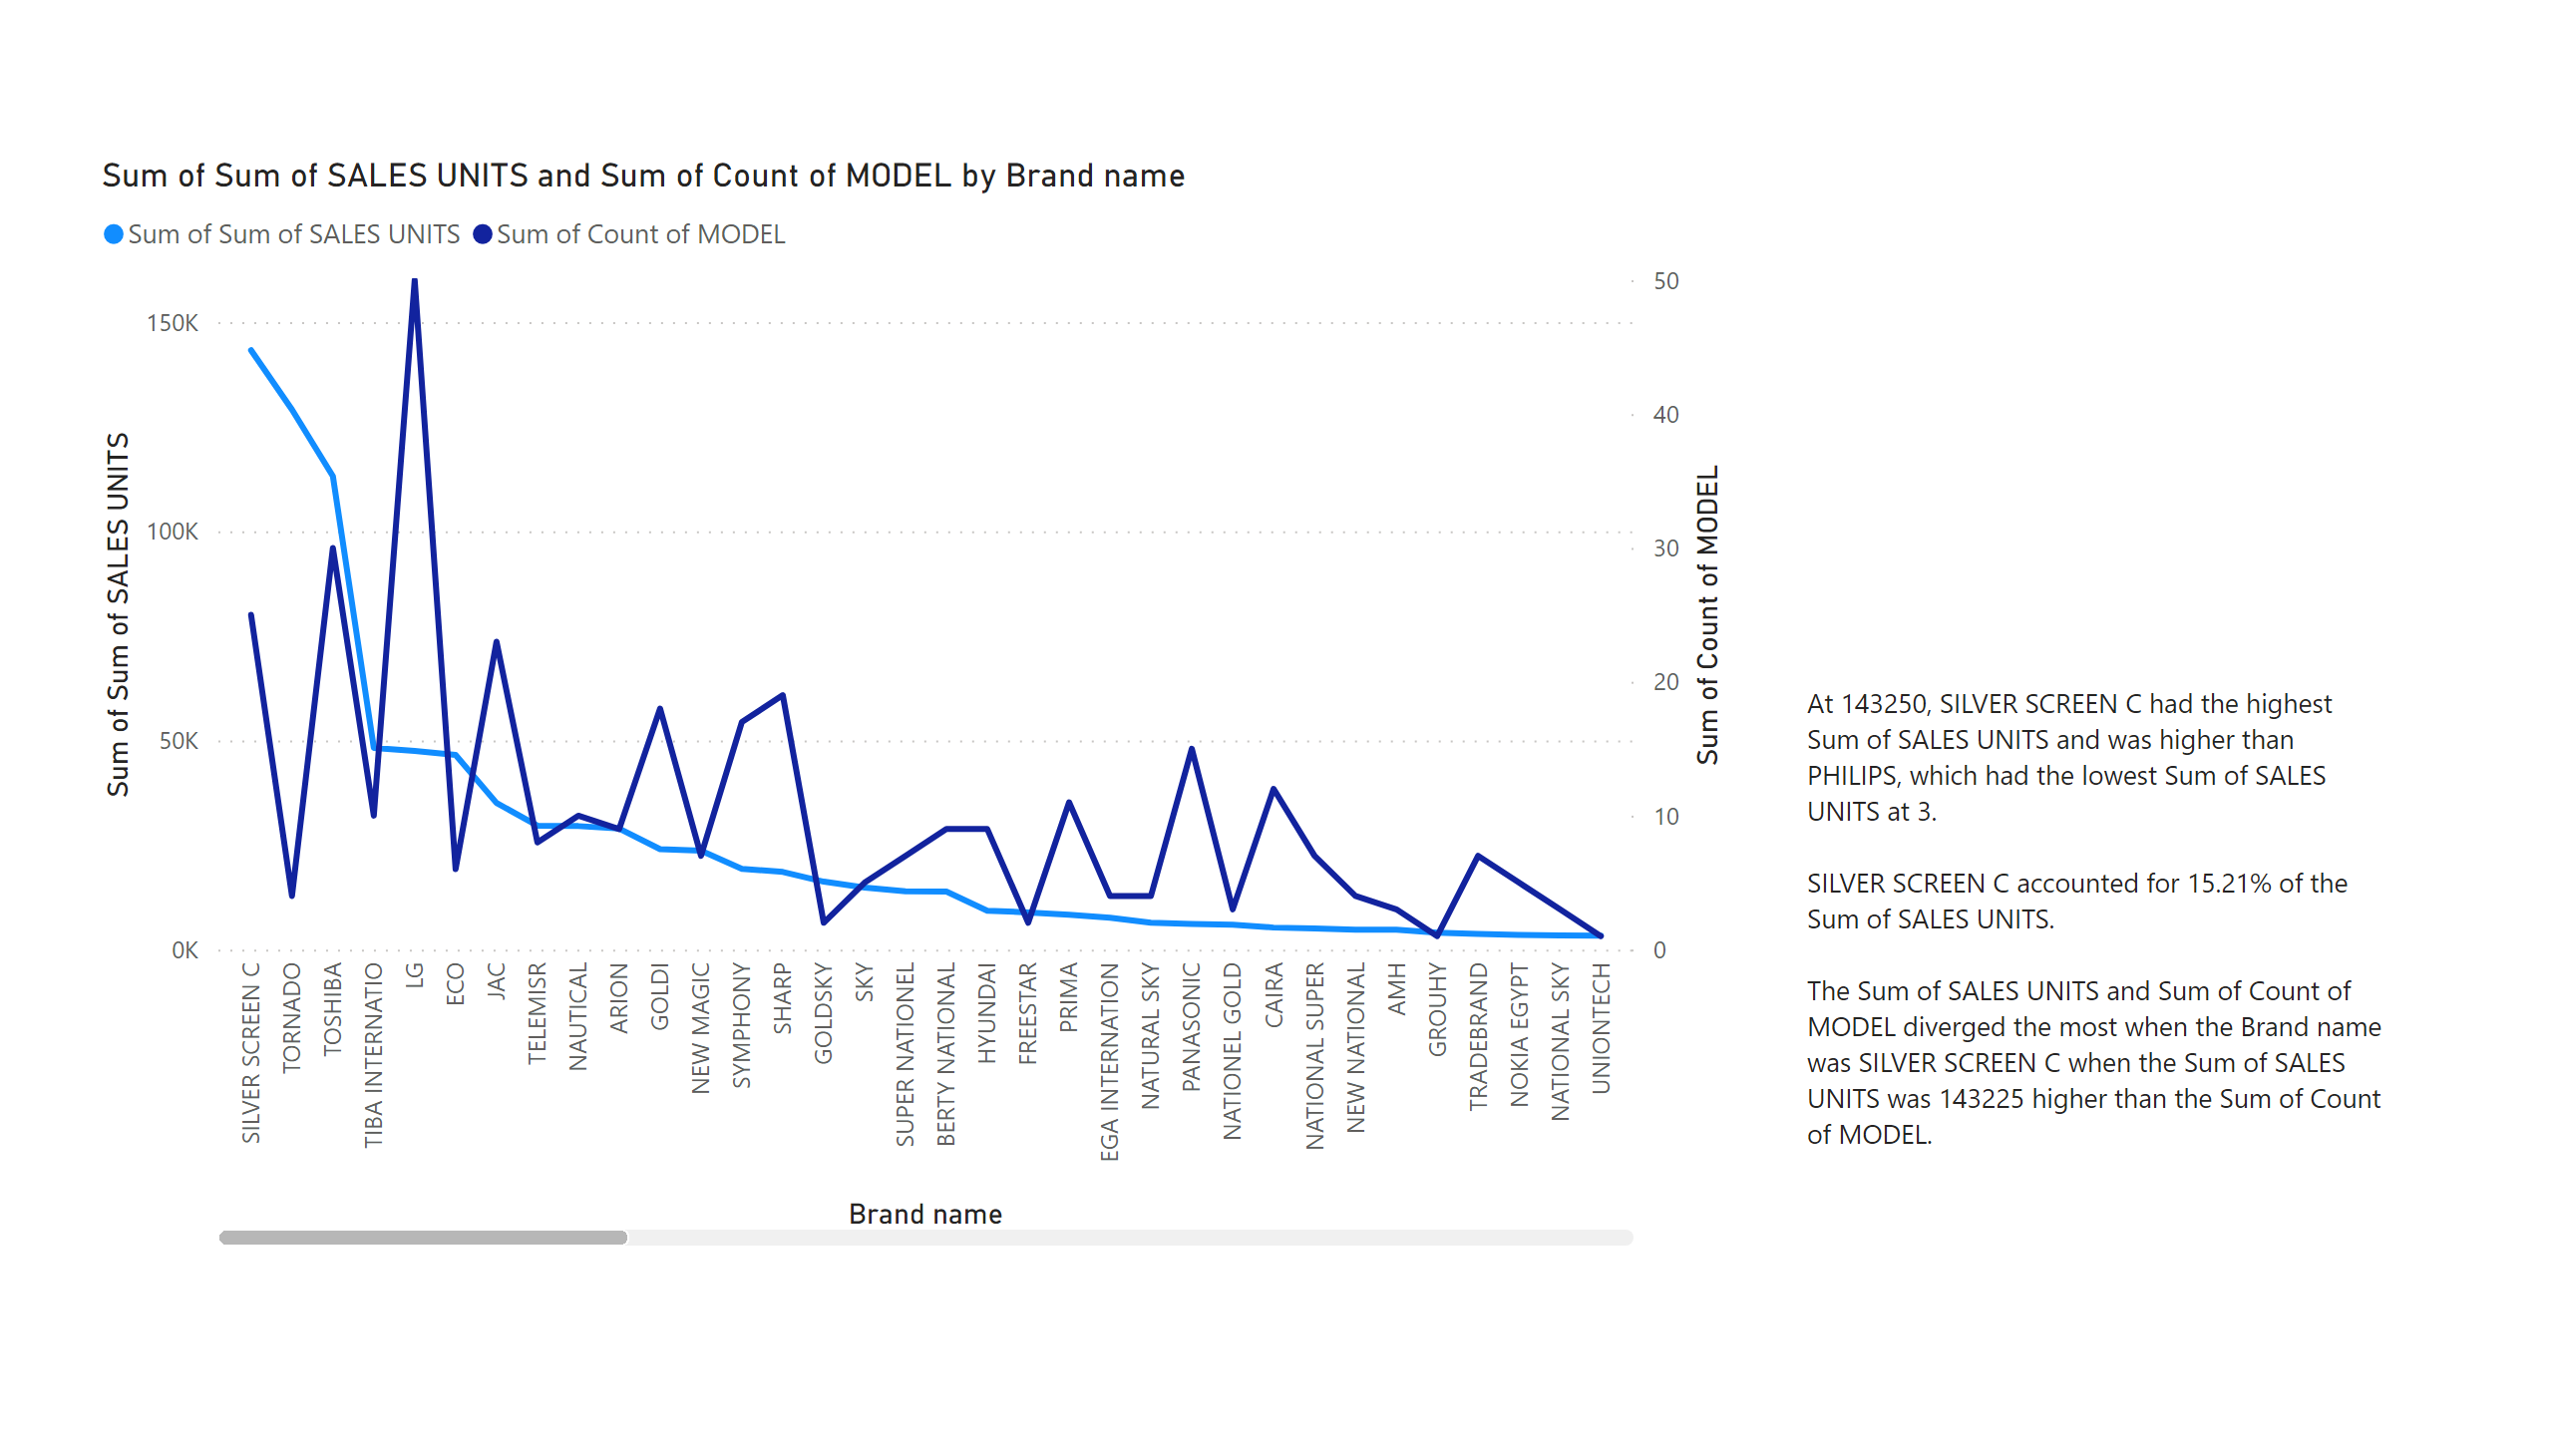 Sum of Sum of SALES UNITS and Sum of Count of MODEL by Brand name
Sum of Sum of SALES UNITS Sum of Count of MODEL
Sum of Sum of SALES UNITS
150K
100K
50K
0K
50
40
30
20
10
0
Sum of Count of MODEL
SILVER SCREEN C
TORNADO
TOSHIBA
TIBA INTERNATIO
LG
ECO
JAC
TELEMISR
NAUTICAL
ARION
GOLDI
NEW MAGIC
SYMPHONY
SHARP
GOLDSKY
SKY
SUPER NATIONEL
BERTY NATIONAL
HYUNDAI
FREESTAR
PRIMA
EGA INTERNATION
NATURAL SKY
PANASONIC
NATIONEL GOLD
CAIRA
NATIONAL SUPER
NEW NATIONAL
AMH
GROUHY
TRADEBRAND
NOKIA EGYPT
NATIONAL SKY
UNIONTECH
Brand name
At 143250, SILVER SCREEN C had the highest
Sum of SALES UNITS and was higher than
PHILIPS, which had the lowest Sum of SALES
UNITS at 3.
SILVER SCREEN C accounted for 15.21% of the
Sum of SALES UNITS.
The Sum of SALES UNITS and Sum of Count of
MODEL diverged the most when the Brand name
was SILVER SCREEN C when the Sum of SALES
UNITS was 143225 higher than the Sum of Count
of MODEL.